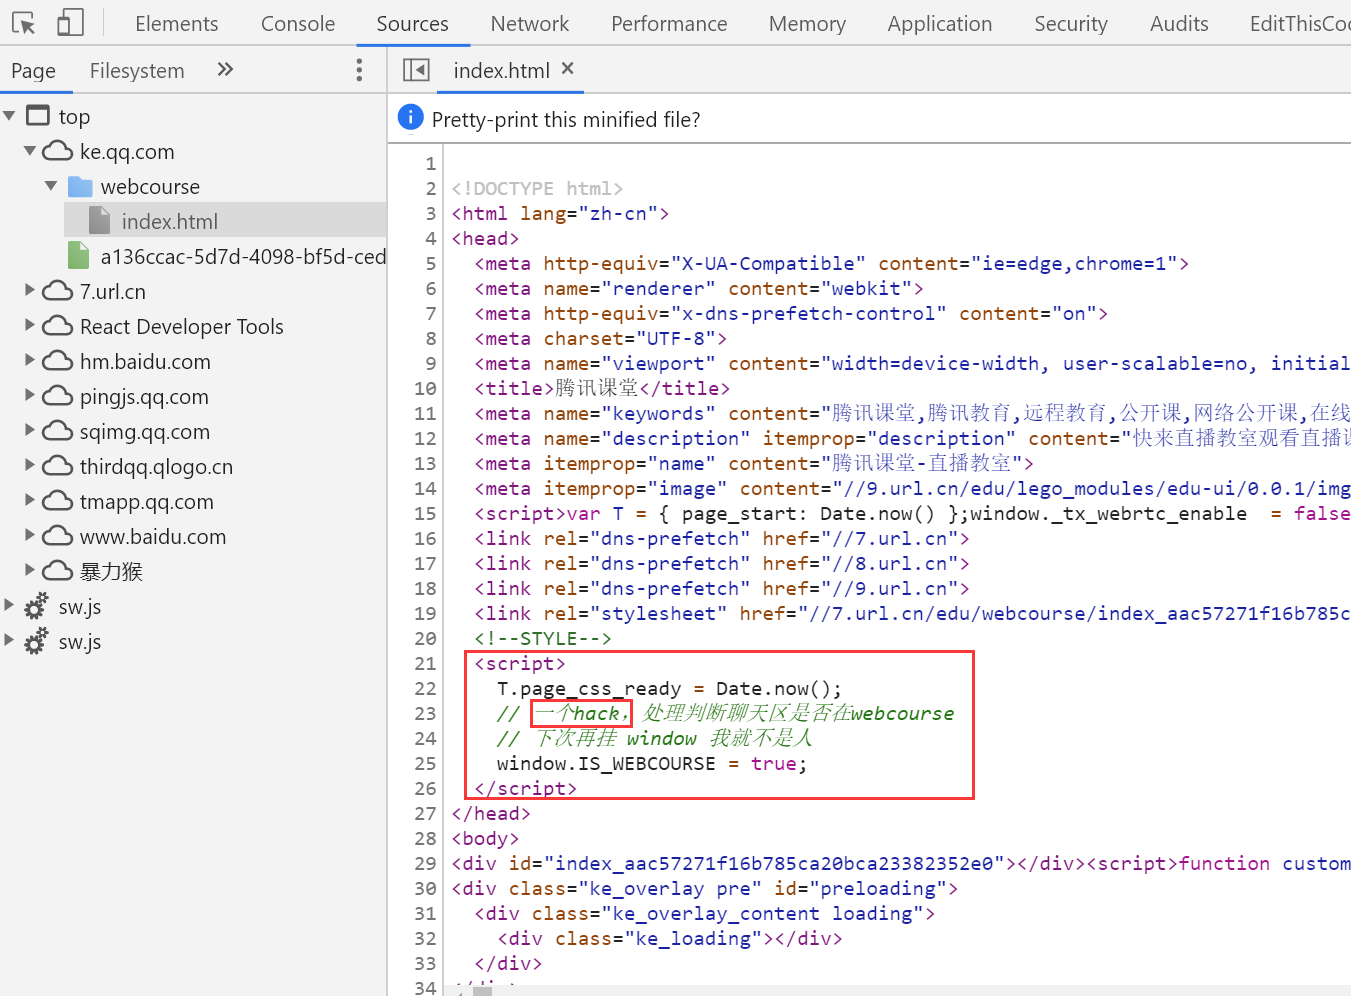 Elements Console Sources Network Performance Memory Application Security Audits EditThisCoo
Page Filesystem »
index.html ×
Pretty-print this minified file?
top
ke.qq.com
webcourse
index.html
a136ccac-5d7d-4098-bf5d-ced
7.url.cn
React Developer Tools
hm.baidu.com
pingjs.qq.com
sqimg.qq.com
thirdqq.qlogo.cn
tmapp.qq.com
www.baidu.com
暴力猴
sw.js
sw.js
1
2 <!DOCTYPE html>
3 <html lang="zh-cn">
4 <head>
5 <meta http-equiv="X-UA-Compatible" content="ie=edge,chrome=1">
6 <meta name="renderer" content="webkit">
7 <meta http-equiv="x-dns-prefetch-control" content="on">
8 <meta charset="UTF-8">
9 <meta name="viewport" content="width=device-width, user-scalable=no, initial
10 <title>腾讯课堂</title>
11 <meta name="keywords" content="腾讯课堂,腾讯教育,远程教育,公开课,网络公开课,在线
12 <meta name="description" itemprop="description" content="快来直播教室观看直播课
13 <meta itemprop="name" content="腾讯课堂-直播教室">
14 <meta itemprop="image" content="//9.url.cn/edu/lego_modules/edu-ui/0.0.1/img
15 <script>var T = { page_start: Date.now() };window._tx_webrtc_enable = false
16 <link rel="dns-prefetch" href="//7.url.cn">
17 <link rel="dns-prefetch" href="//8.url.cn">
18 <link rel="dns-prefetch" href="//9.url.cn">
19 <link rel="stylesheet" href="//7.url.cn/edu/webcourse/index_aac57271f16b785c
20 <!--STYLE-->
21 <script>
22 T.page_css_ready = Date.now();
23 // 一个hack，处理判断聊天区是否在webcourse
24 // 下次再挂 window 我就不是人
25 window.IS_WEBCOURSE = true;
26 </script>
27 </head>
28 <body>
29 <div id="index_aac57271f16b785ca20bca23382352e0"></div><script>function custom
30 <div class="ke_overlay pre" id="preloading">
31 <div class="ke_overlay_content loading">
32 <div class="ke_loading"></div>
33 </div>
34